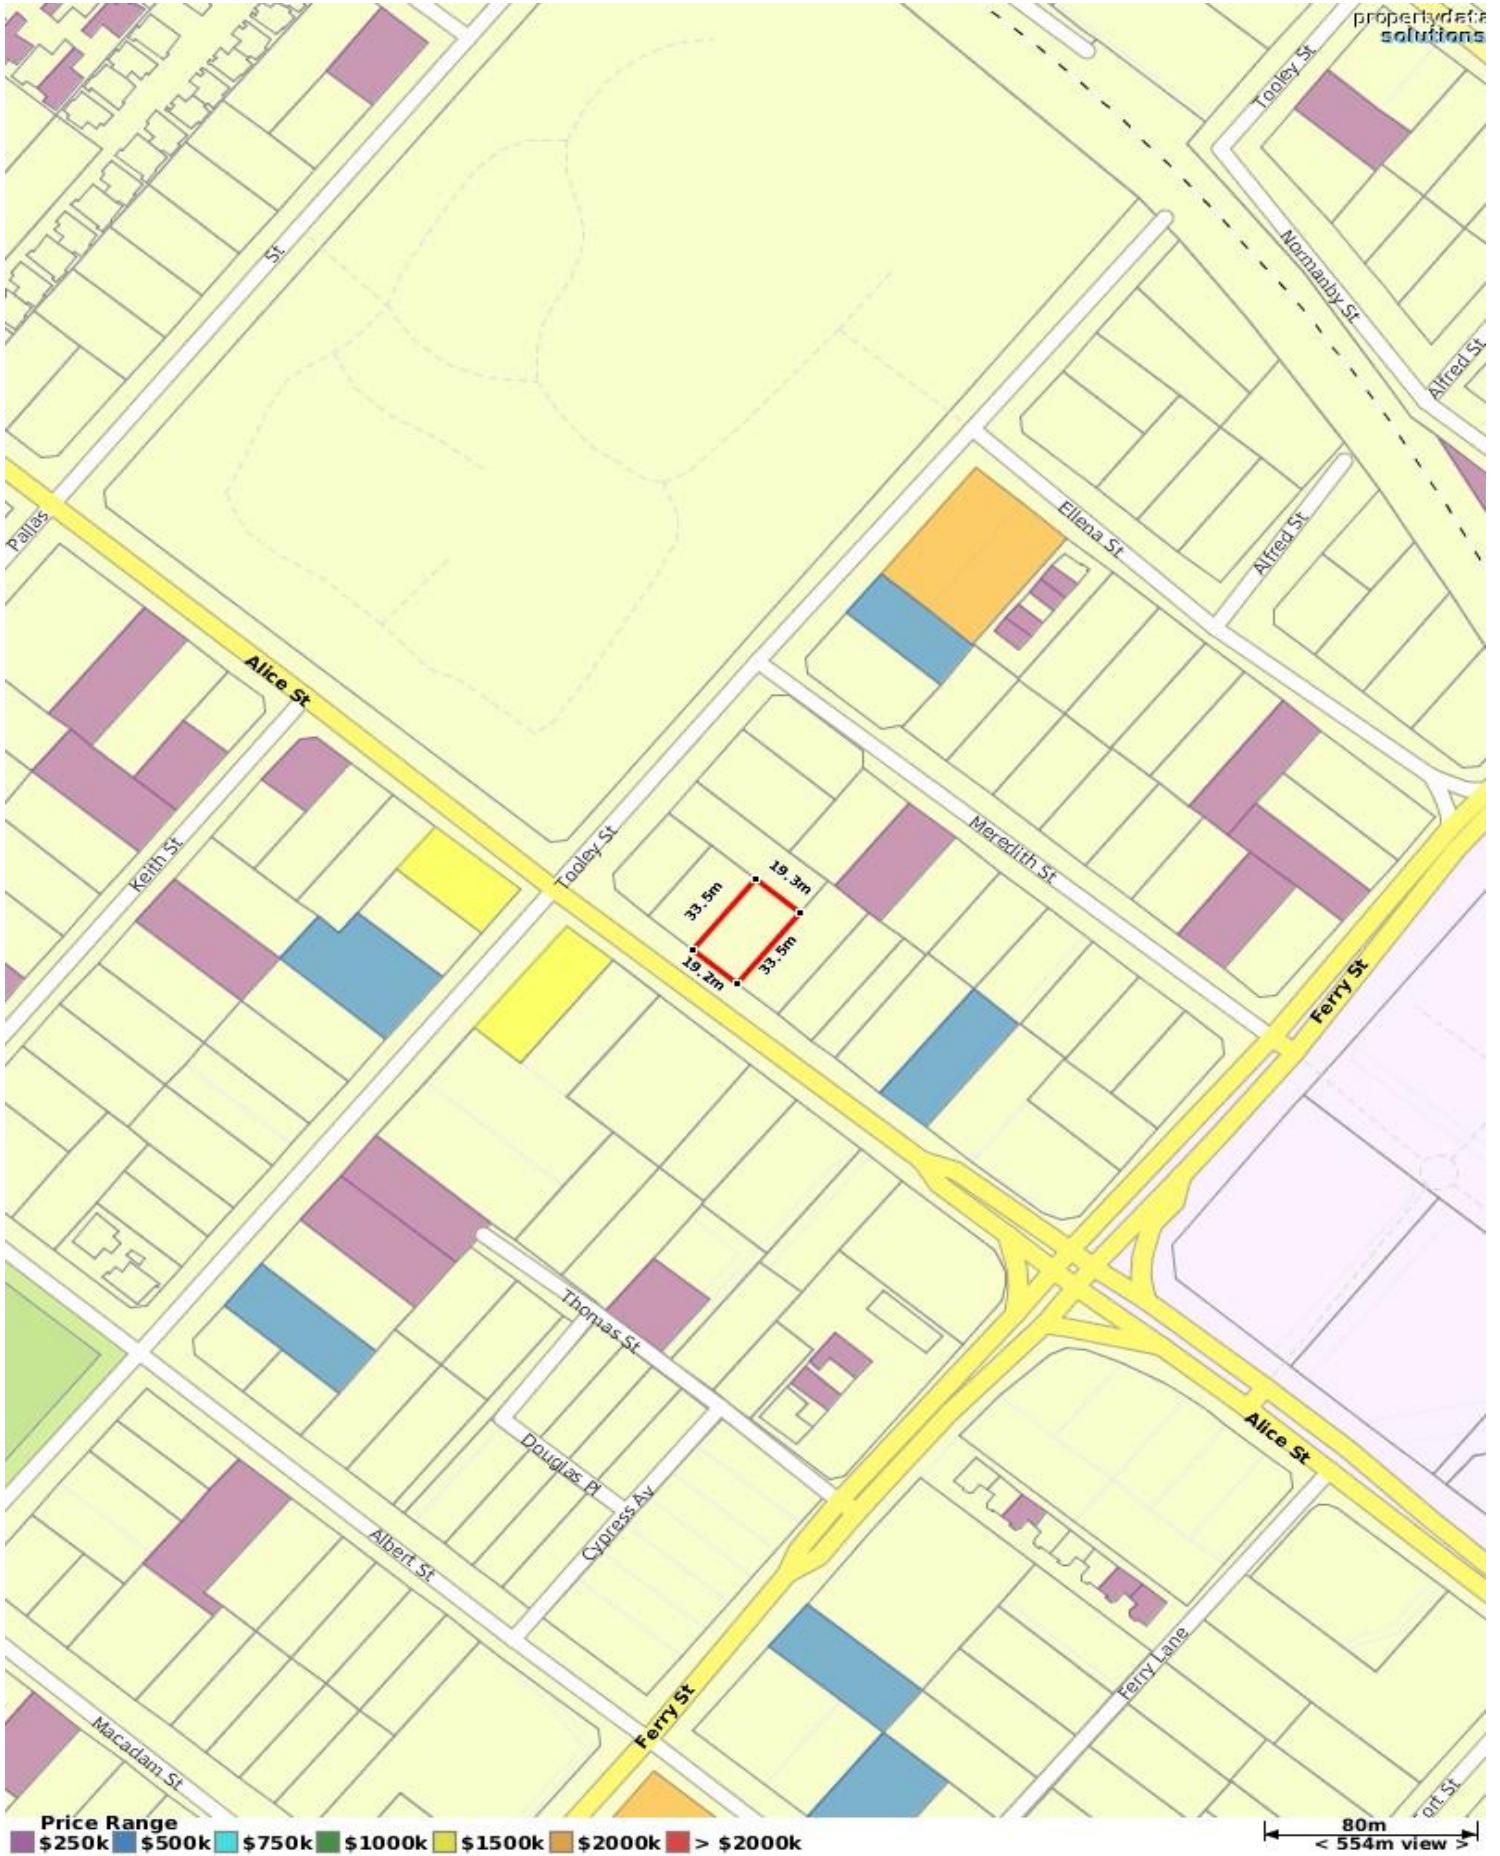 propertydata
solutions
Tooley St
St
Normanby St
Alfred St
Pallas
Ellena St
Alfred St
Alice St
Keith St
Tooley St
Meredith St
19.3m
33.5m
33.5m
19.2m
Ferry St
Thomas St
Alice St
Douglas Pl
Cypress Av
Albert St
Ferry Lane
Ferry St
Macadam St
ort St
Price Range
$250k $500k $750k $1000k $1500k $2000k > $2000k
80m
< 554m view >